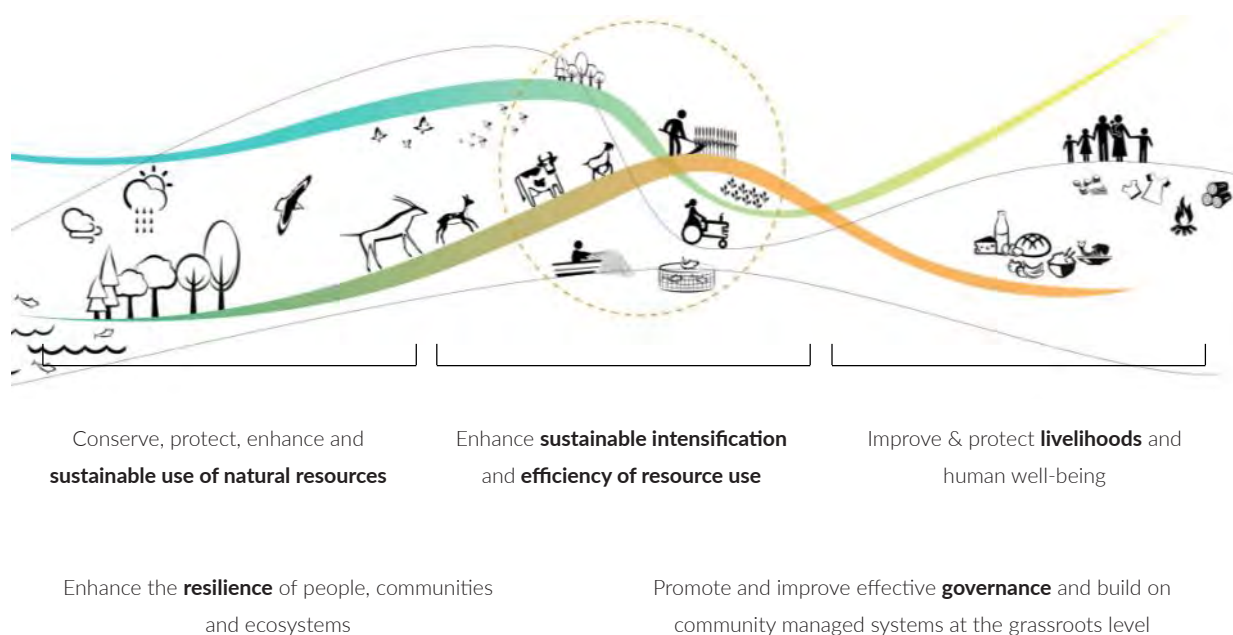 Conserve, protect, enhance and
sustainable use of natural resources
Enhance sustainable intensification
and efficiency of resource use
Improve & protect livelihoods and
human well-being
Enhance the resilience of people, communities
and ecosystems
Promote and improve effective governance and build on
community managed systems at the grassroots level